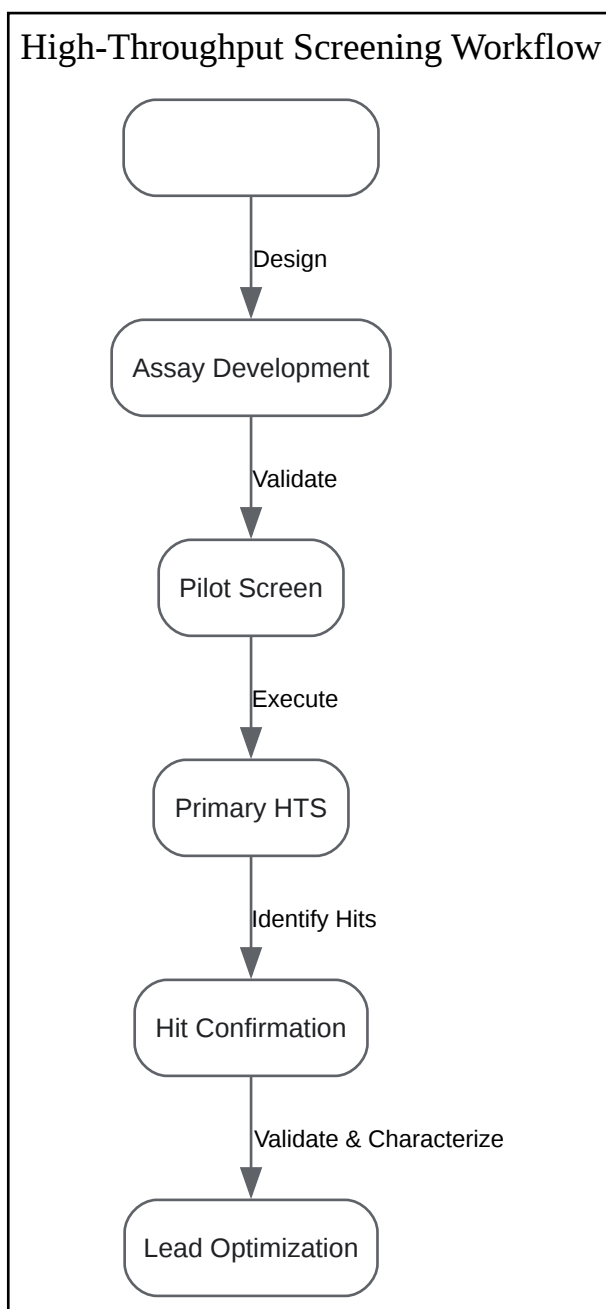 High-Throughput Screening Workflow
Design
Assay Development
Validate
Pilot Screen
Execute
Primary HTS
Identify Hits
Hit Confirmation
Validate & Characterize
Lead Optimization